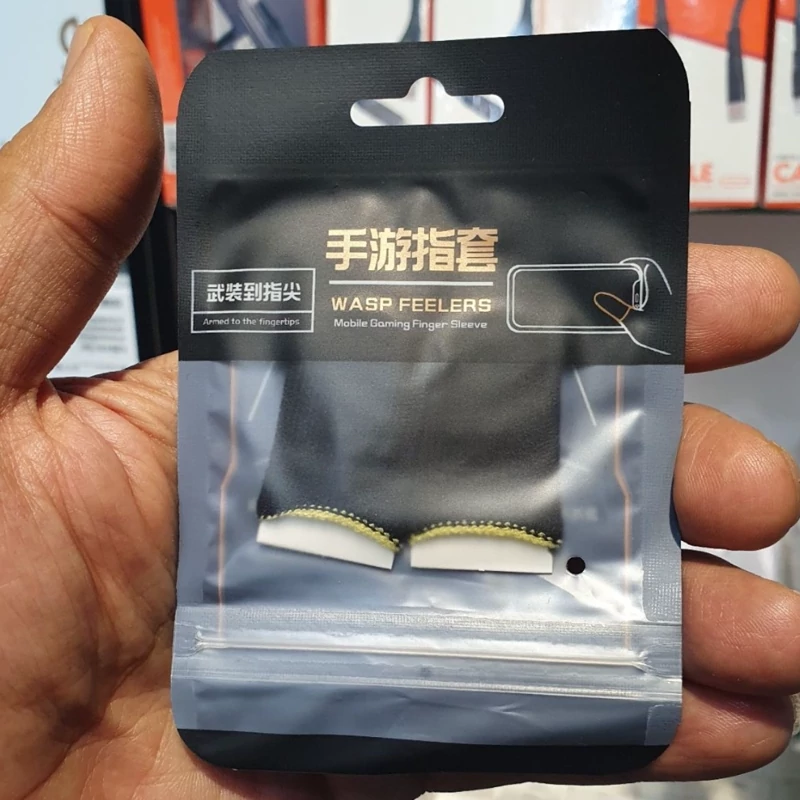 手游指套
武装到指尖
Armed to the fingertips
WASP FEELERS
Mobile Gaming Finger Sleeve